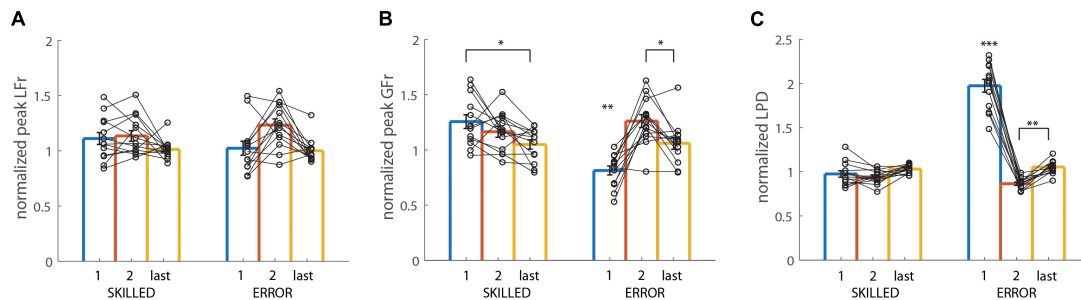 A
normalized peak LFr
2
1.5
1
0.5
0
1 2 last 1 2 last
SKILLED ERROR
B
normalized peak GFr
2
1.5
1
0.5
0
*
**
*
1 2 last 1 2 last
SKILLED ERROR
C
normalized LPD
2.5
2
1.5
1
0.5
0
***
**
1 2 last 1 2 last
SKILLED ERROR